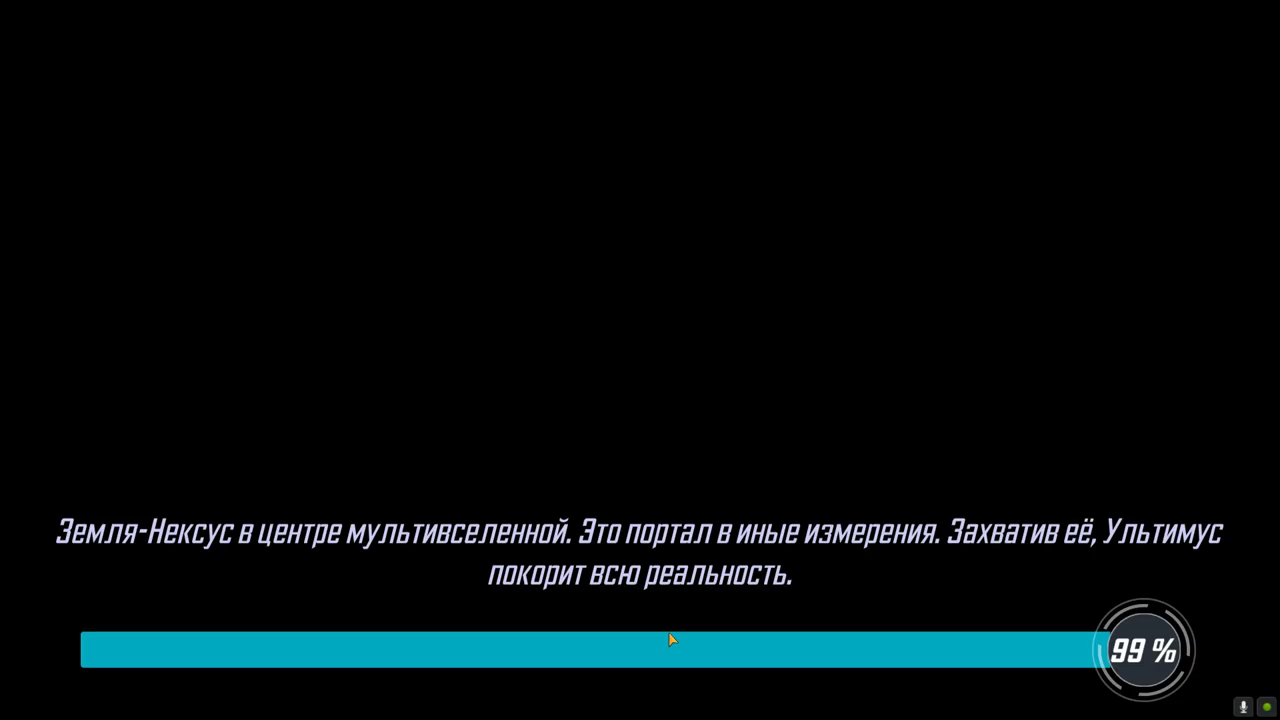 Земля-Нексус в центре мультивселенной. Это портал в иные измерения. Захватив её, Ультимус
покорит всю реальность.
99 %